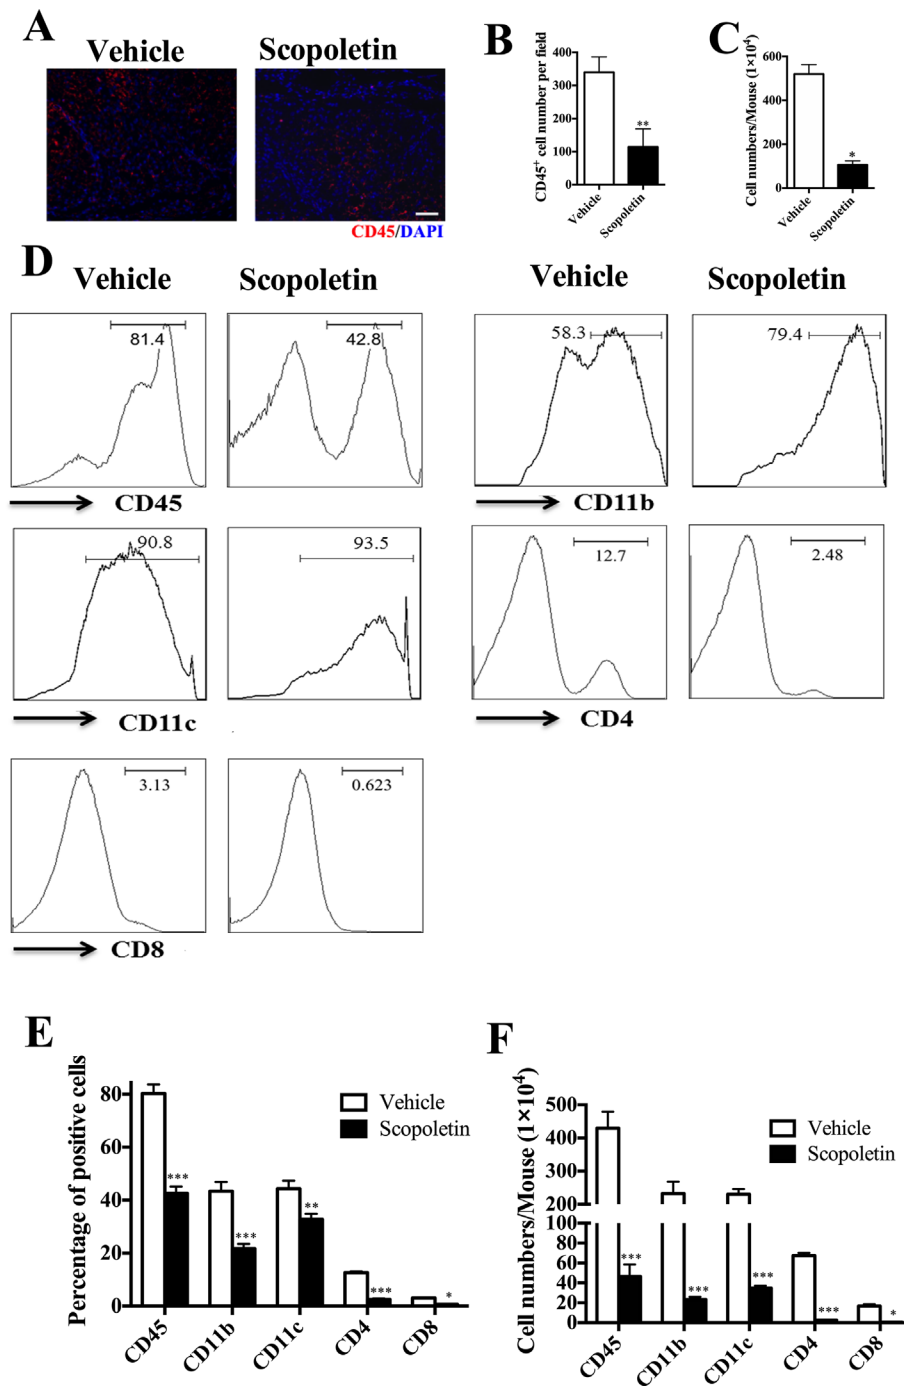 A
Vehicle
Scopoletin
CD45/DAPI
B
CD45⁺ cell number per field
400
300
200
100
0
Vehicle
Scopoletin
**
C
Cell numbers/Mouse (1×10⁴)
600
400
200
0
Vehicle
Scopoletin
*
D
Vehicle
Scopoletin
Vehicle
Scopoletin
81.4
42.8
58.3
79.4
CD45
CD11b
90.8
93.5
12.7
2.48
CD11c
CD4
3.13
0.623
CD8
E
Percentage of positive cells
80
60
40
20
0
Vehicle
Scopoletin
***
***
**
***
*
CD45
CD11b
CD11c
CD4
CD8
F
Cell numbers/Mouse (1×10⁴)
500
400
300
200
100
80
60
40
20
0
Vehicle
Scopoletin
***
***
***
***
*
CD45
CD11b
CD11c
CD4
CD8